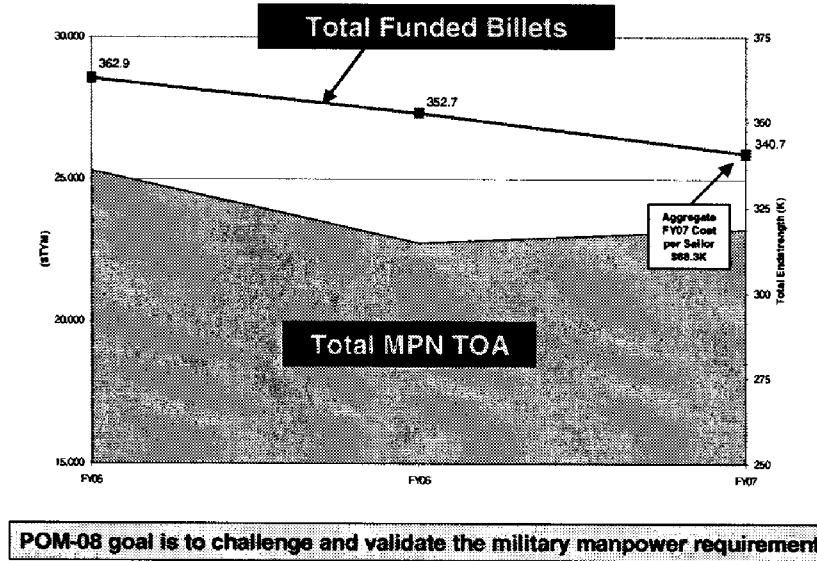 Total Funded Billets
30.000
25.000
20.000
15.000
($TYM)
362.9
352.7
340.7
375
350
325
300
275
250
Total Endstrength (K)
Aggregate
FY07 Cost
per Sailor
Total MPN TOA
FY06
FY07
POM-08 goal is to challenge and validate the military manpower requirement